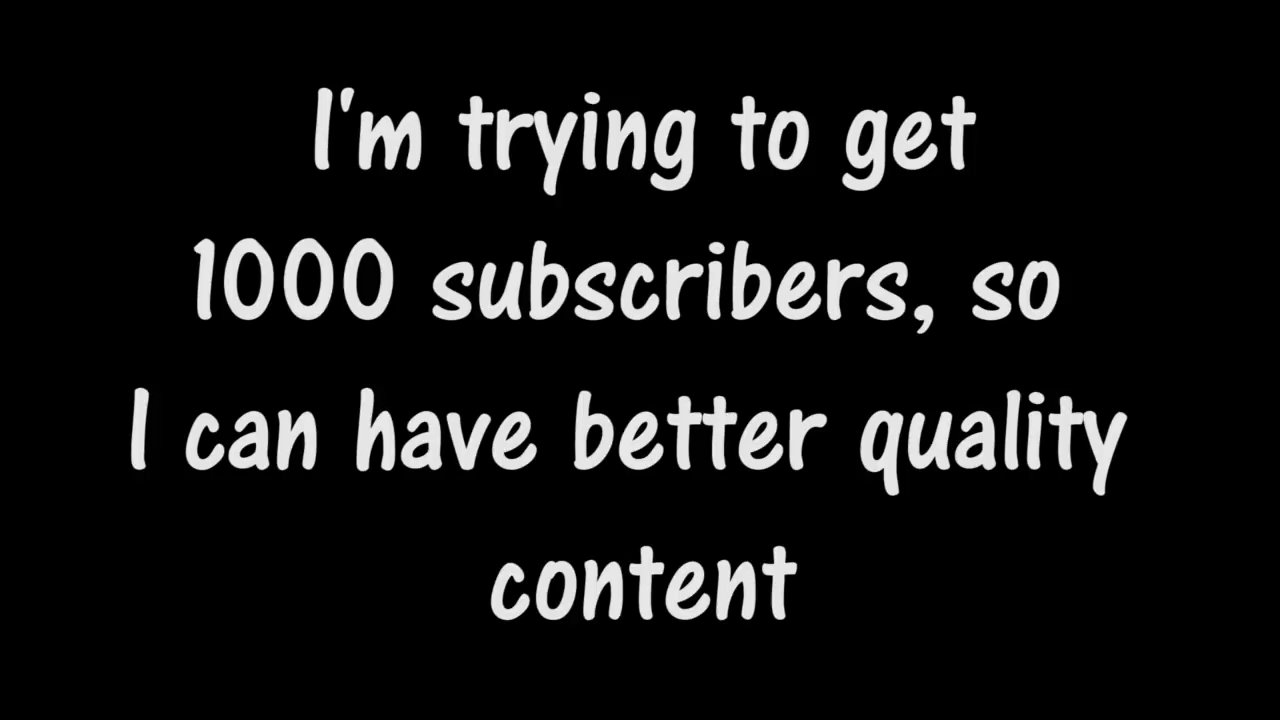 I'm trying to get
1000 subscribers, so
I can have better quality
content